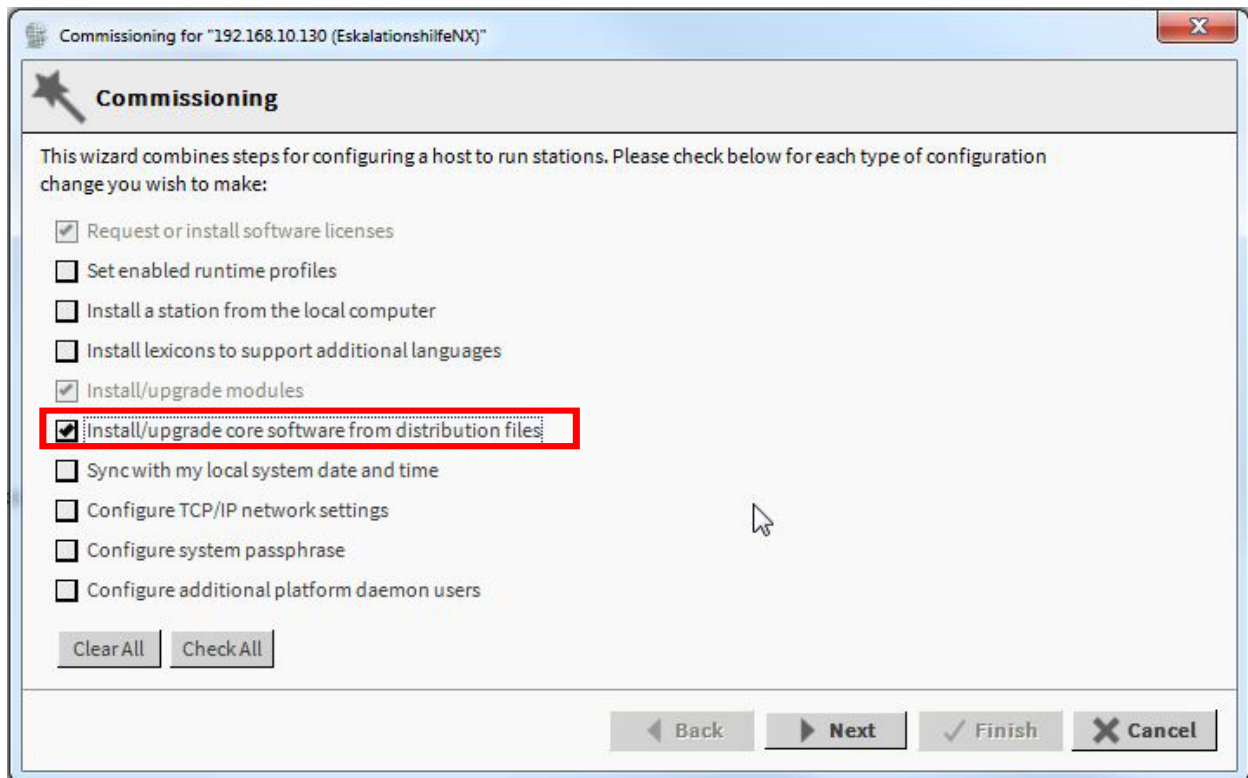 Commissioning for "192.168.10.130 (EskalationshilfeNX)"
Commissioning
This wizard combines steps for configuring a host to run stations. Please check below for each type of configuration
change you wish to make:
Request or install software licenses
Set enabled runtime profiles
Install a station from the local computer
Install lexicons to support additional languages
Install/upgrade modules
Install/upgrade core software from distribution files
Sync with my local system date and time
Configure TCP/IP network settings
Configure system passphrase
Configure additional platform daemon users
Clear All Check All
Back Next Finish Cancel